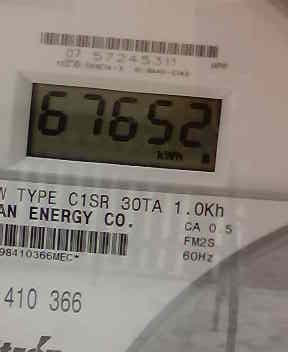 07 57245311
67652
kWh
W TYPE C1SR 30TA 1.0Kh
AN ENERGY CO.
CA 0.5
FM2S
98410366MEC*
60Hz
410 366